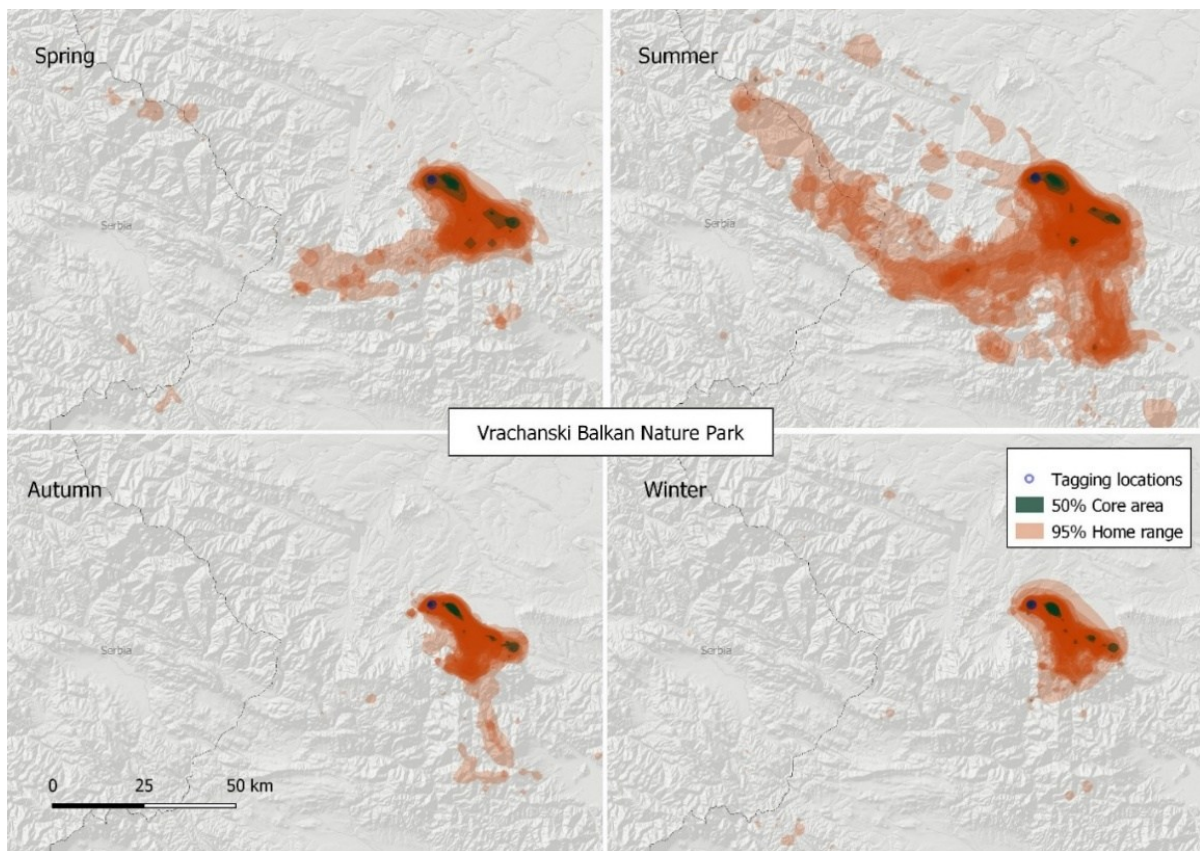 Spring
Summer
Serbia
Serbia
Vrachanski Balkan Nature Park
Autumn
Winter
Tagging locations
50% Core area
95% Home range
Serbia
Serbia
0 25 50 km